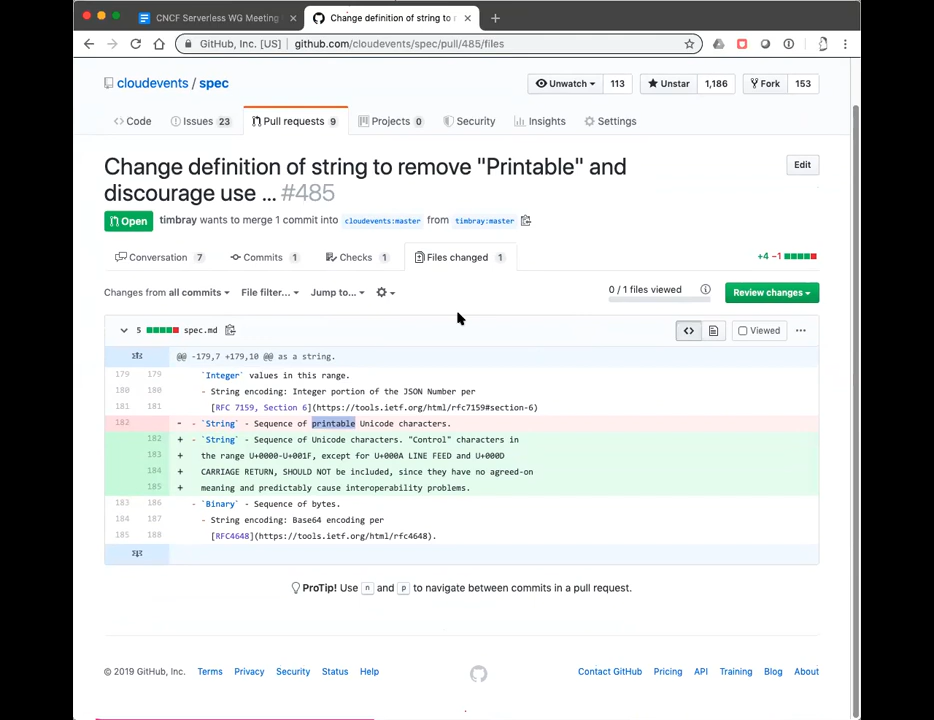 CNCF Serverless WG Meeting × Change definition of string to r × +
GitHub, Inc. [US] | github.com/cloudevents/spec/pull/485/files
cloudevents / spec Unwatch 113 Unstar 1,186 Fork 153
Code Issues 23 Pull requests 9 Projects 0 Security Insights Settings
Change definition of string to remove "Printable" and Edit
discourage use ... #485
Open timbray wants to merge 1 commit into cloudevents:master from timbray:master
Conversation 7 Commits 1 Checks 1 Files changed 1 +4 −1
Changes from all commits File filter... Jump to... 0 / 1 files viewed Review changes
5 spec.md <> Viewed ...
@@ -179,7 +179,10 @@ as a string.
179 179 `Integer` values in this range.
180 180 - String encoding: Integer portion of the JSON Number per
181 181 [RFC 7159, Section 6](https://tools.ietf.org/html/rfc7159#section-6)
182 - - `String` - Sequence of printable Unicode characters.
182 + - `String` - Sequence of Unicode characters. "Control" characters in
183 + the range U+0000-U+001F, except for U+000A LINE FEED and U+000D
184 + CARRIAGE RETURN, SHOULD NOT be included, since they have no agreed-on
185 + meaning and predictably cause interoperability problems.
183 186 - `Binary` - Sequence of bytes.
184 187 - String encoding: Base64 encoding per
185 188 [RFC4648](https://tools.ietf.org/html/rfc4648).
ProTip! Use n and p to navigate between commits in a pull request.
© 2019 GitHub, Inc. Terms Privacy Security Status Help Contact GitHub Pricing API Training Blog About